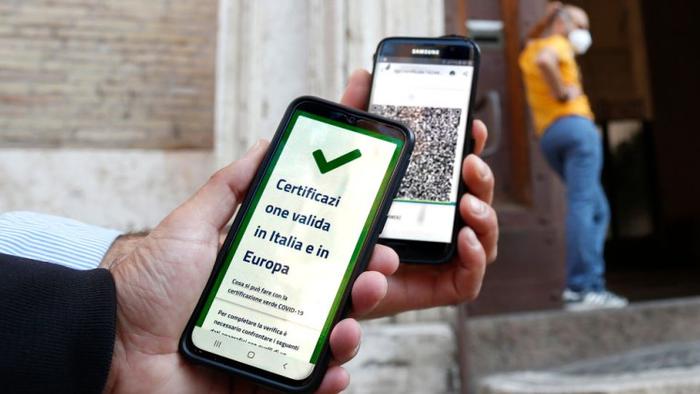 Certificazi
one valida
in Italia e in
Europa
Cosa si può fare con la
certificazione verde COVID-19
Per completare la verifica è
necessario confrontare i seguenti
SAMSUNG